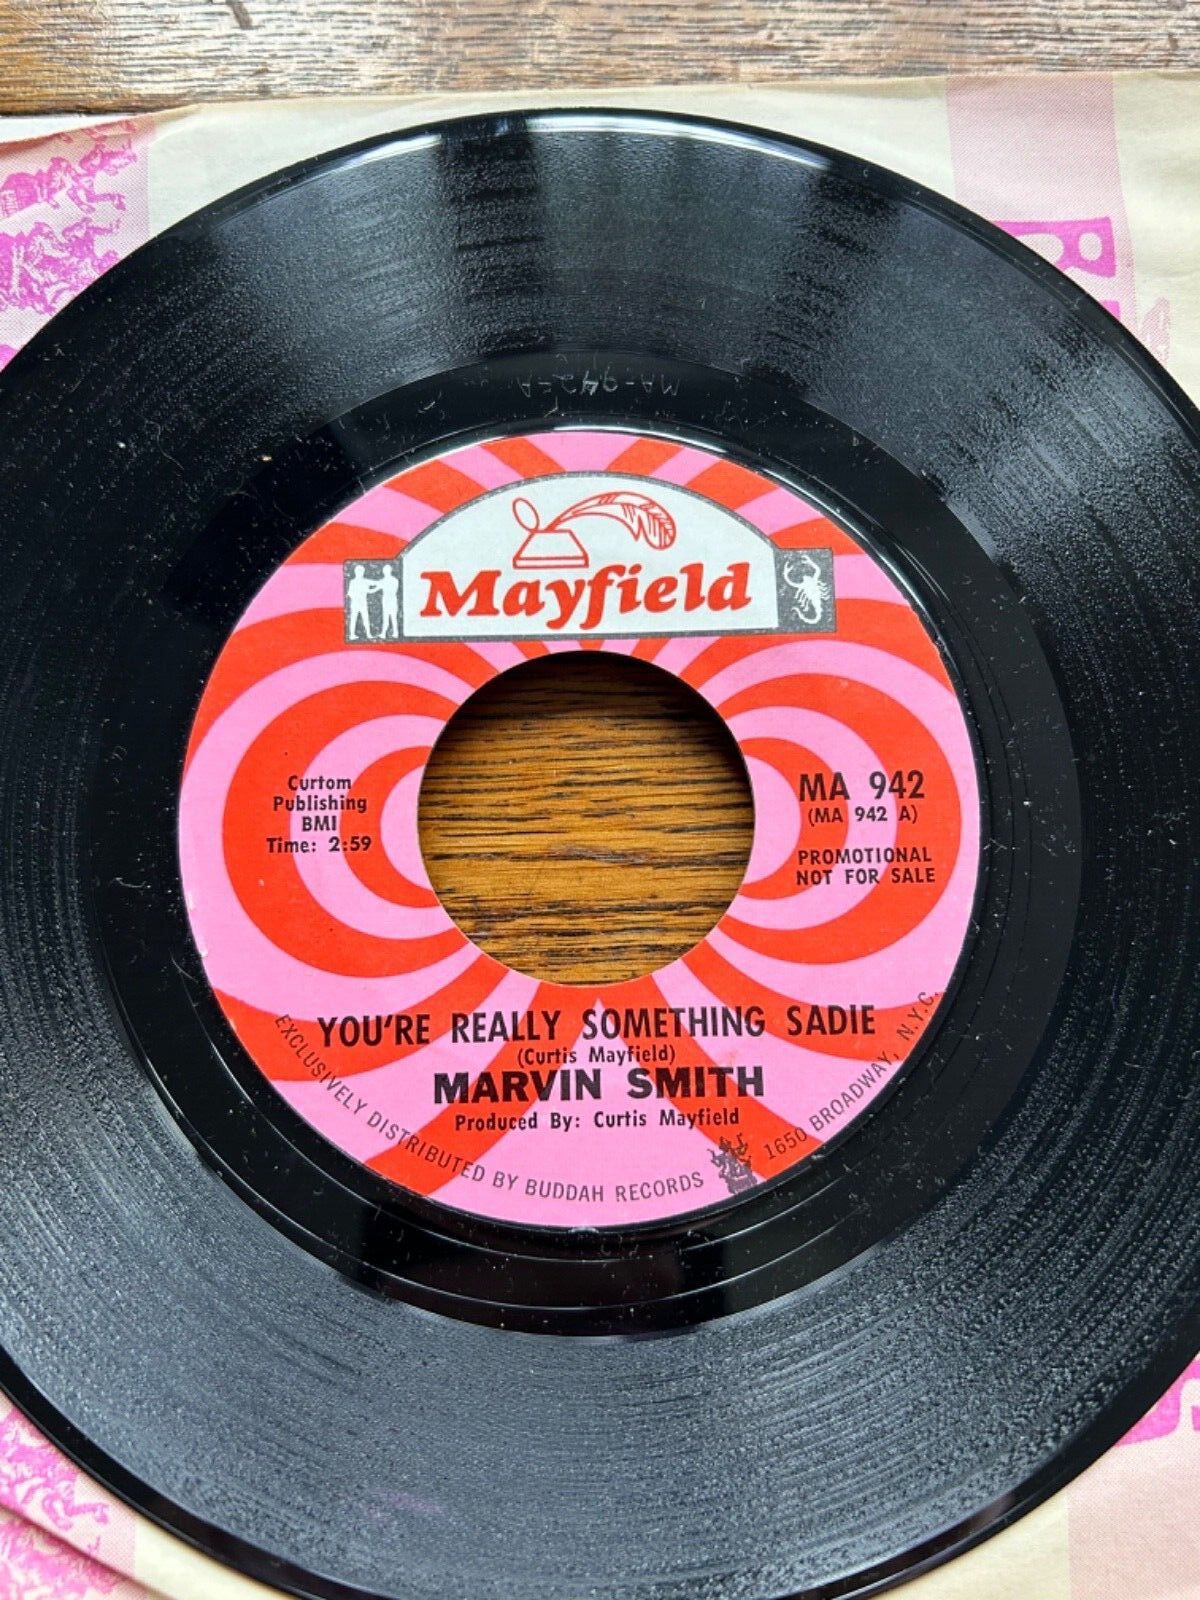 MA-942-A
Mayfield
Curtom
Publishing
BMI
Time: 2:59
MA 942
(MA 942 A)
PROMOTIONAL
NOT FOR SALE
YOU'RE REALLY SOMETHING SADIE
(Curtis Mayfield)
MARVIN SMITH
Produced By: Curtis Mayfield
EXCLUSIVELY DISTRIBUTED BY BUDDAH RECORDS 1650 BROADWAY, N.Y.C.